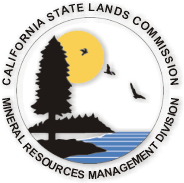 CALIFORNIA STATE LANDS COMMISSION
MINERAL RESOURCES MANAGEMENT DIVISION